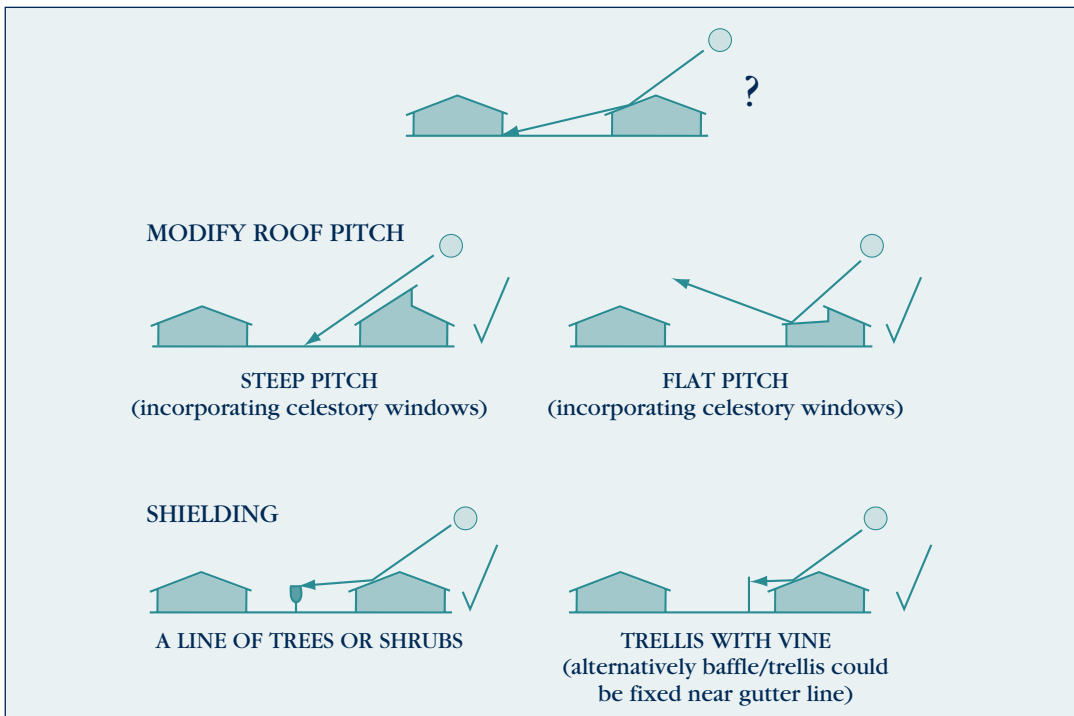 ?
MODIFY ROOF PITCH
STEEP PITCH
(incorporating celestory windows)
FLAT PITCH
(incorporating celestory windows)
SHIELDING
A LINE OF TREES OR SHRUBS
TRELLIS WITH VINE
(alternatively baffle/trellis could
be fixed near gutter line)